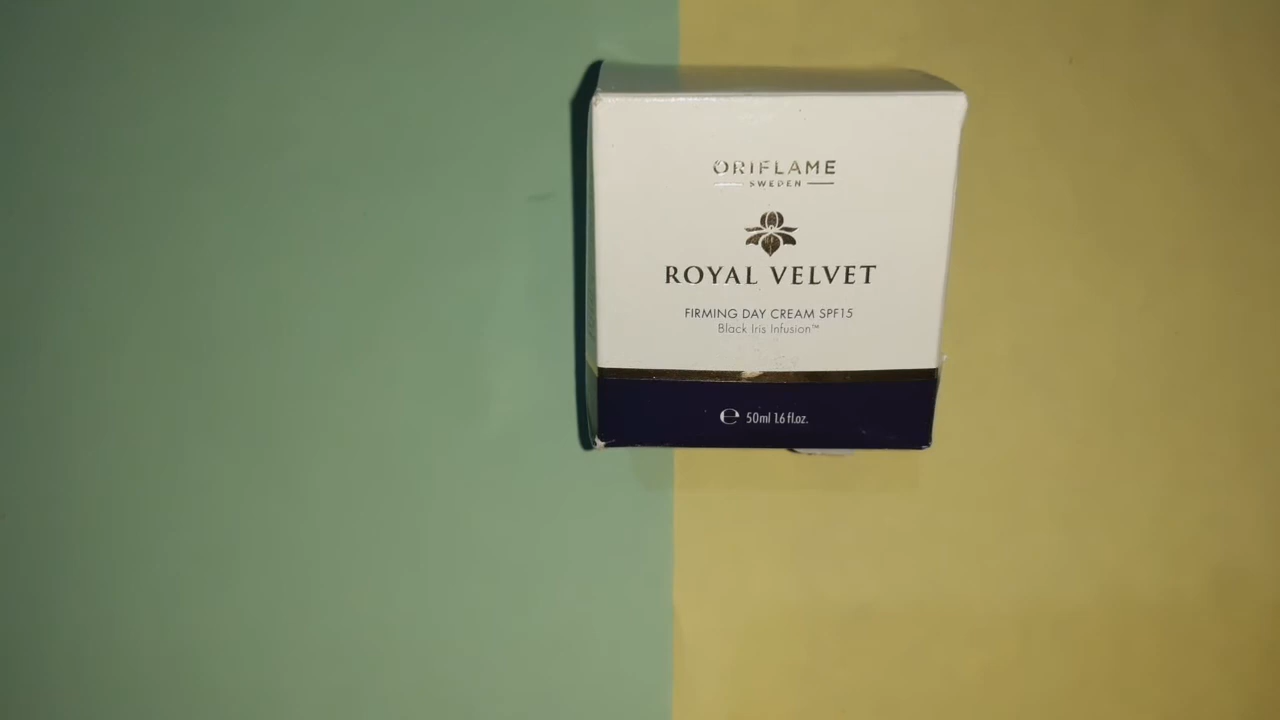 ORIFLAME
SWEDEN
ROYAL VELVET
FIRMING DAY CREAM SPF15
Black Iris Infusion™
℮ 50ml 1.6 fl.oz.